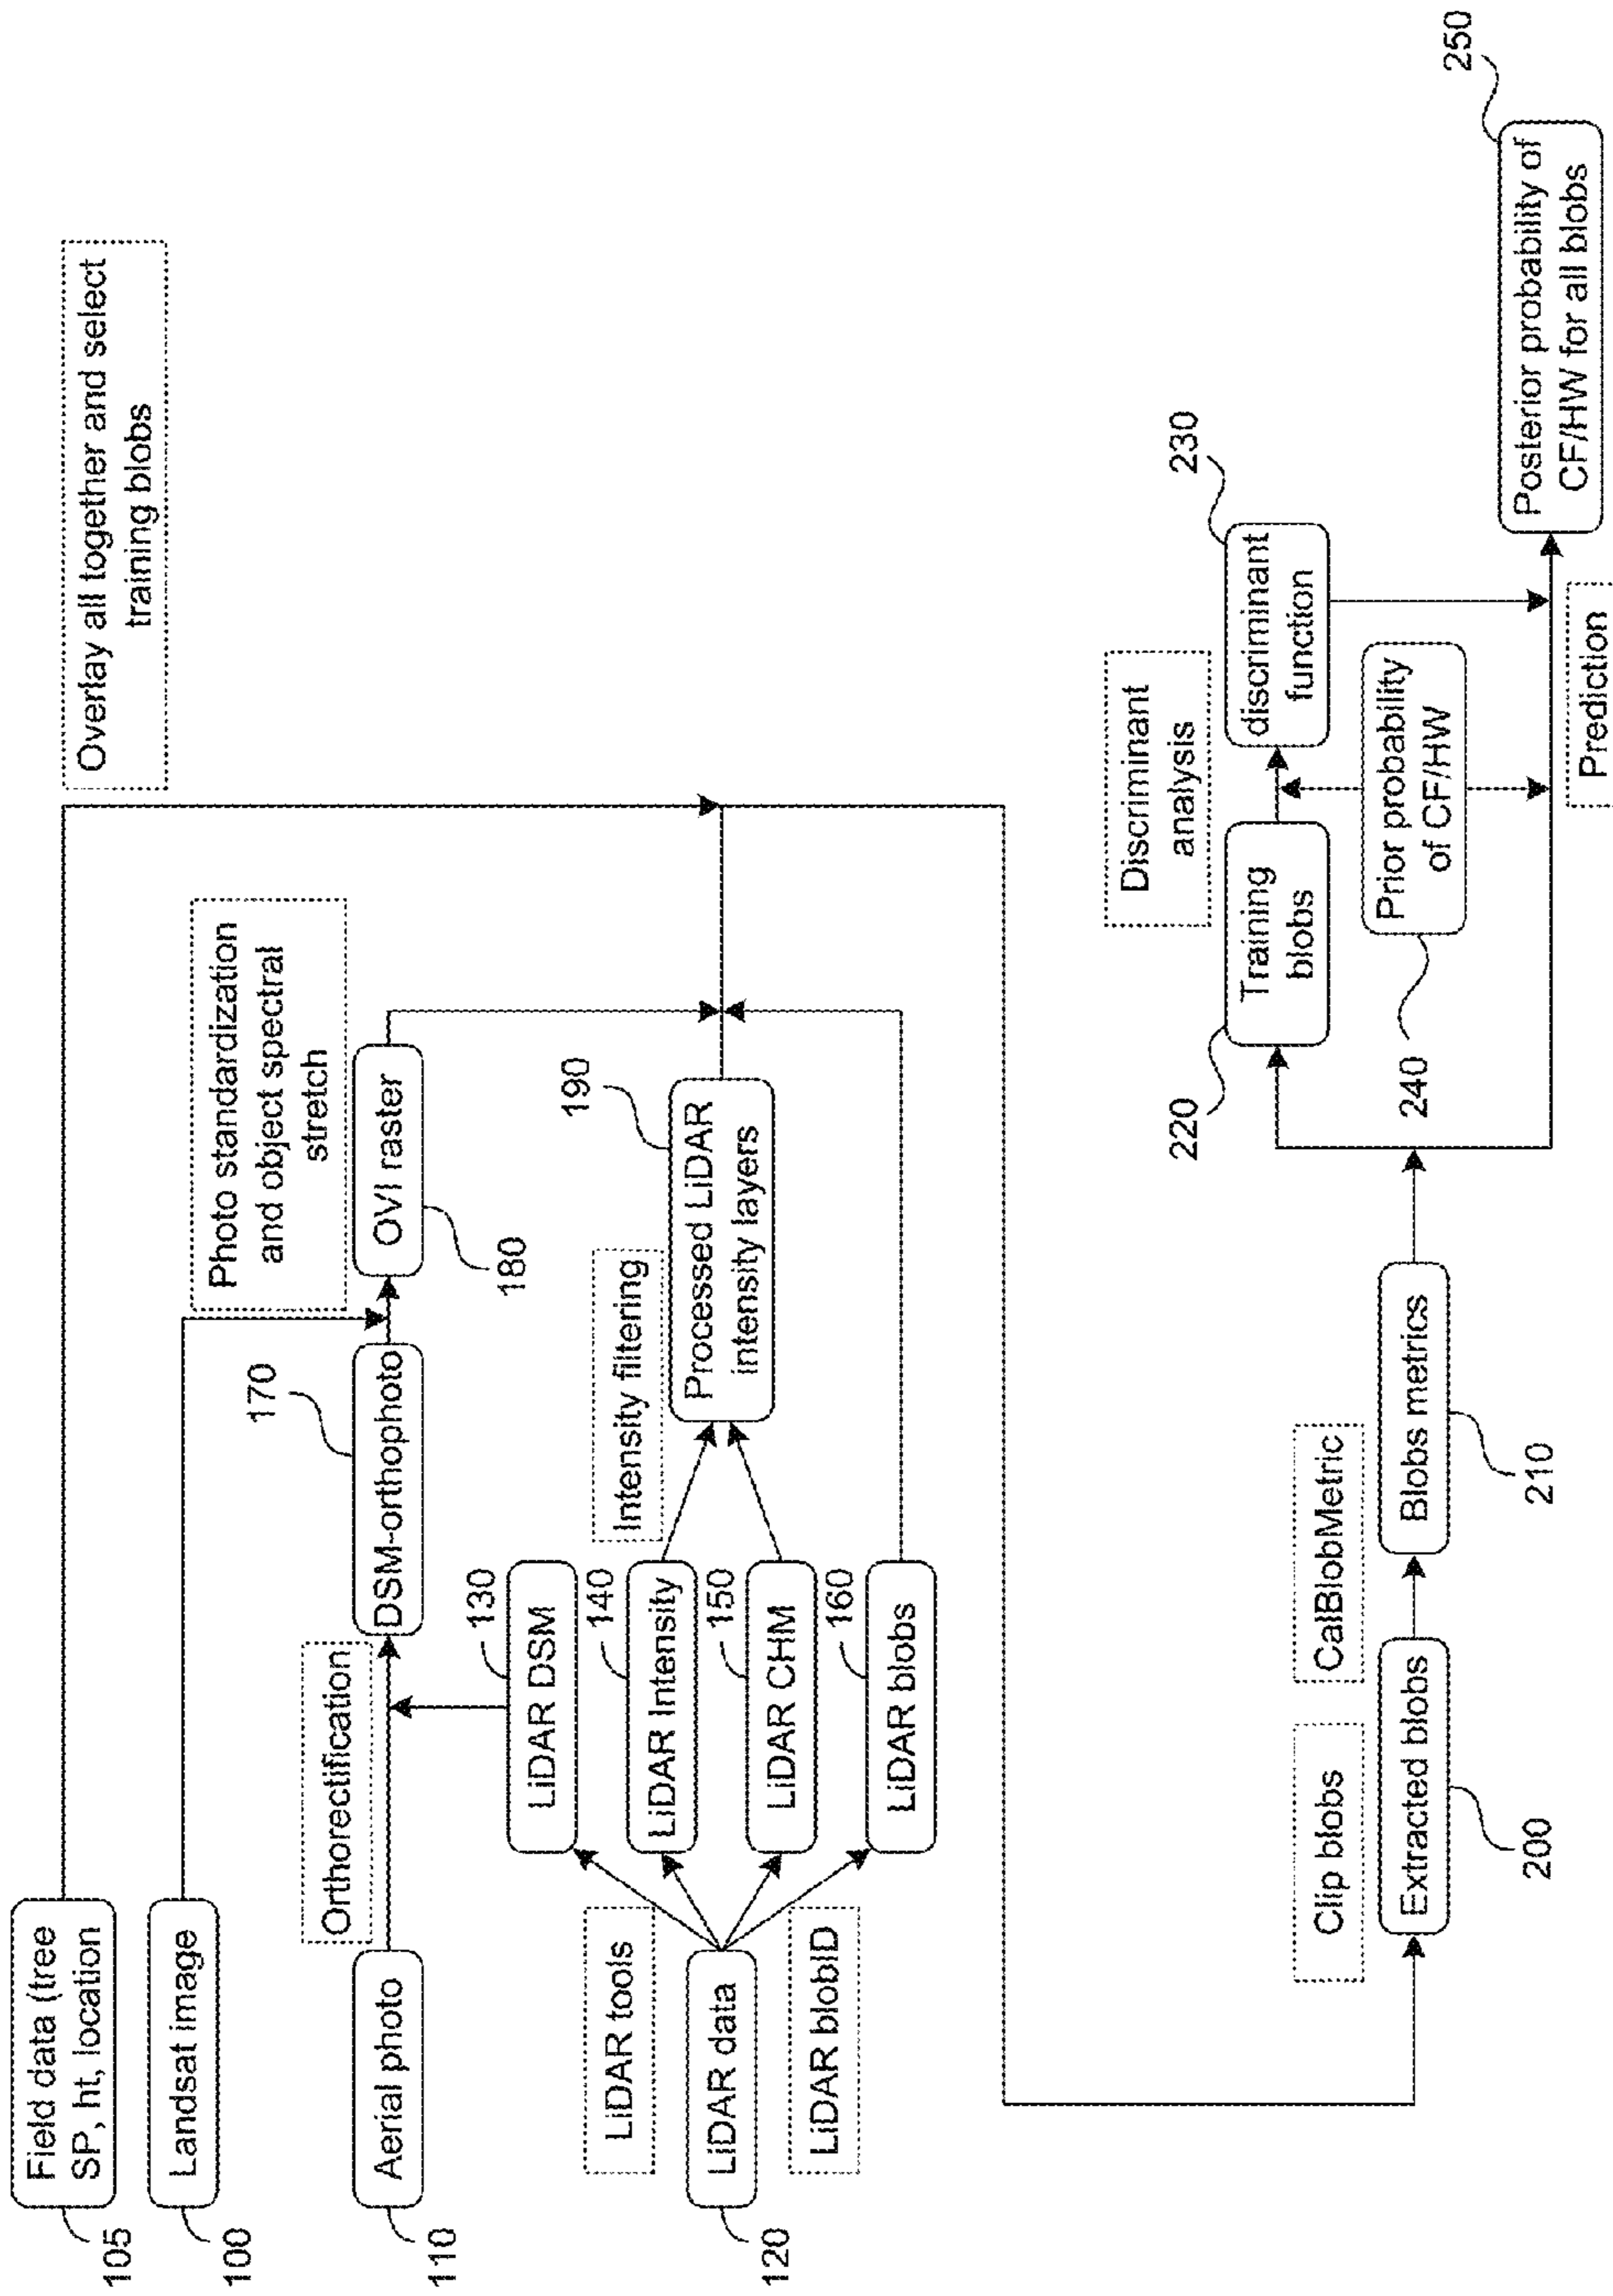 Field data (tree
SP, ht, location
105
Landsat image
100
Overlay all together and select
training blobs
Photo standardization
and object spectral
stretch
Orthorectification
Aerial photo
110
DSM-orthophoto
170
OVI raster
180
LiDAR tools
LiDAR data
120
LiDAR blobID
LiDAR DSM
130
LiDAR Intensity
140
LiDAR CHM
150
LiDAR blobs
160
Intensity filtering
Processed LiDAR
intensity layers
190
Clip blobs
Extracted blobs
200
CalBlobMetric
Blobs metrics
210
Discriminant
analysis
Training
blobs
220
discriminant
function
230
Prior probability
of CF/HW
240
Prediction
Posterior probability of
CF/HW for all blobs
250